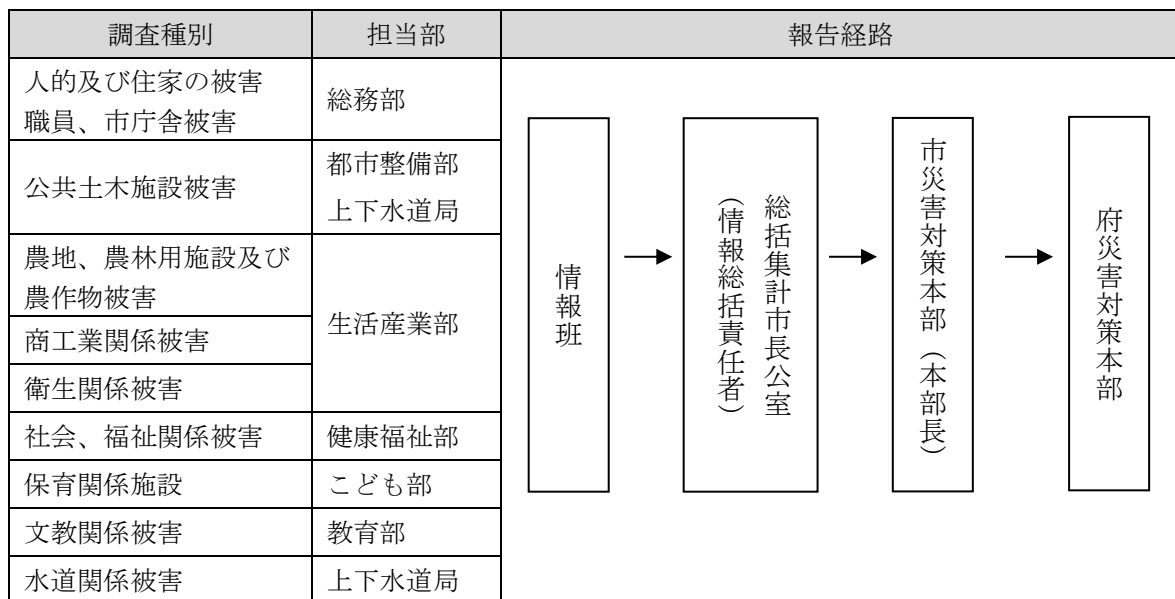 調査種別 担当部 報告経路
人的及び住家の被害
職員、市庁舎被害
総務部
公共土木施設被害
都市整備部
上下水道局
農地、農林用施設及び
農作物被害
商工業関係被害
衛生関係被害
生活産業部
社会、福祉関係被害 健康福祉部
保育関係施設 こども部
文教関係被害 教育部
水道関係被害 上下水道局
情報班
→
総括集計市長公室
(情報総括責任者)
→
市災害対策本部(本部長)
→
府災害対策本部